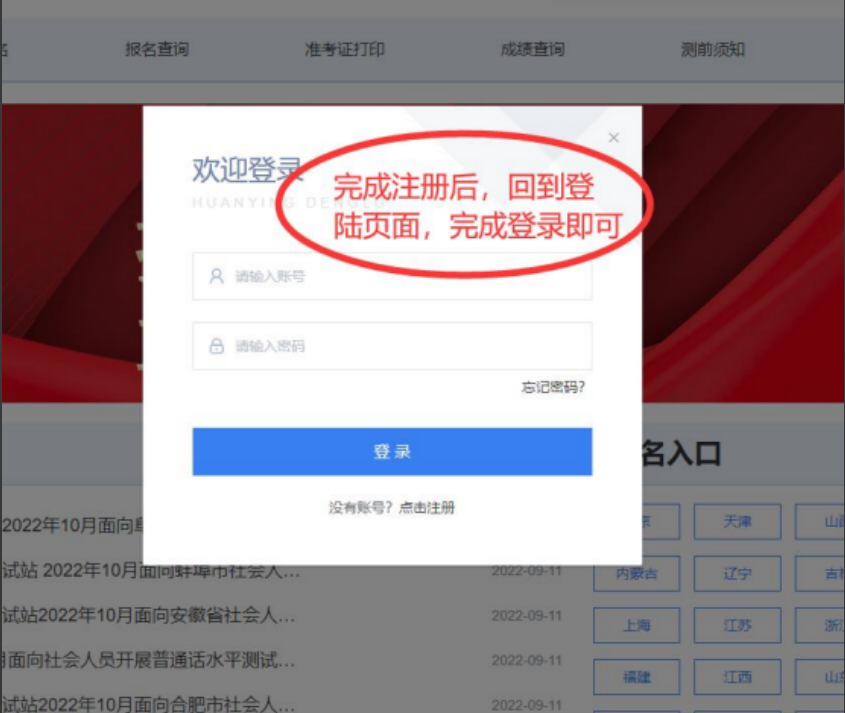 报名查询 准考证打印 成绩查询 测前须知
欢迎登录
HUANYING DENGLU
完成注册后，回到登
陆页面，完成登录即可
请输入账号
请输入密码
忘记密码?
登录
没有账号？点击注册
名入口
2022年10月面向
天津
试站 2022年10月面向蚌埠市社会人... 2022-09-11
内蒙古 辽宁
试站2022年10月面向安徽省社会人... 2022-09-11
上海 江苏
月面向社会人员开展普通话水平测试... 2022-09-11
福建 江西
试站2022年10月面向合肥市社会人... 2022-09-11